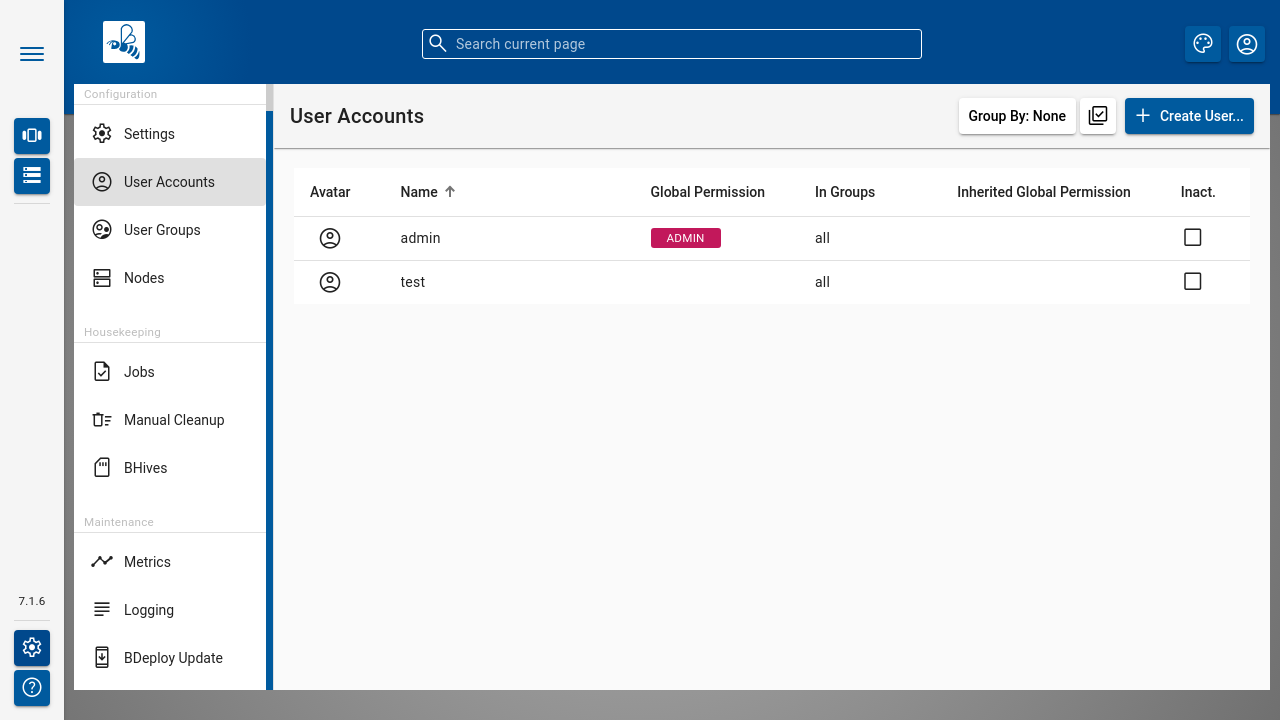 Search current page
Configuration
Settings
User Accounts
User Groups
Nodes
Housekeeping
Jobs
Manual Cleanup
BHives
Maintenance
Metrics
Logging
BDeploy Update
7.1.6
User Accounts
Group By: None
Create User...
Avatar Name Global Permission In Groups Inherited Global Permission Inact.
admin ADMIN all
test all